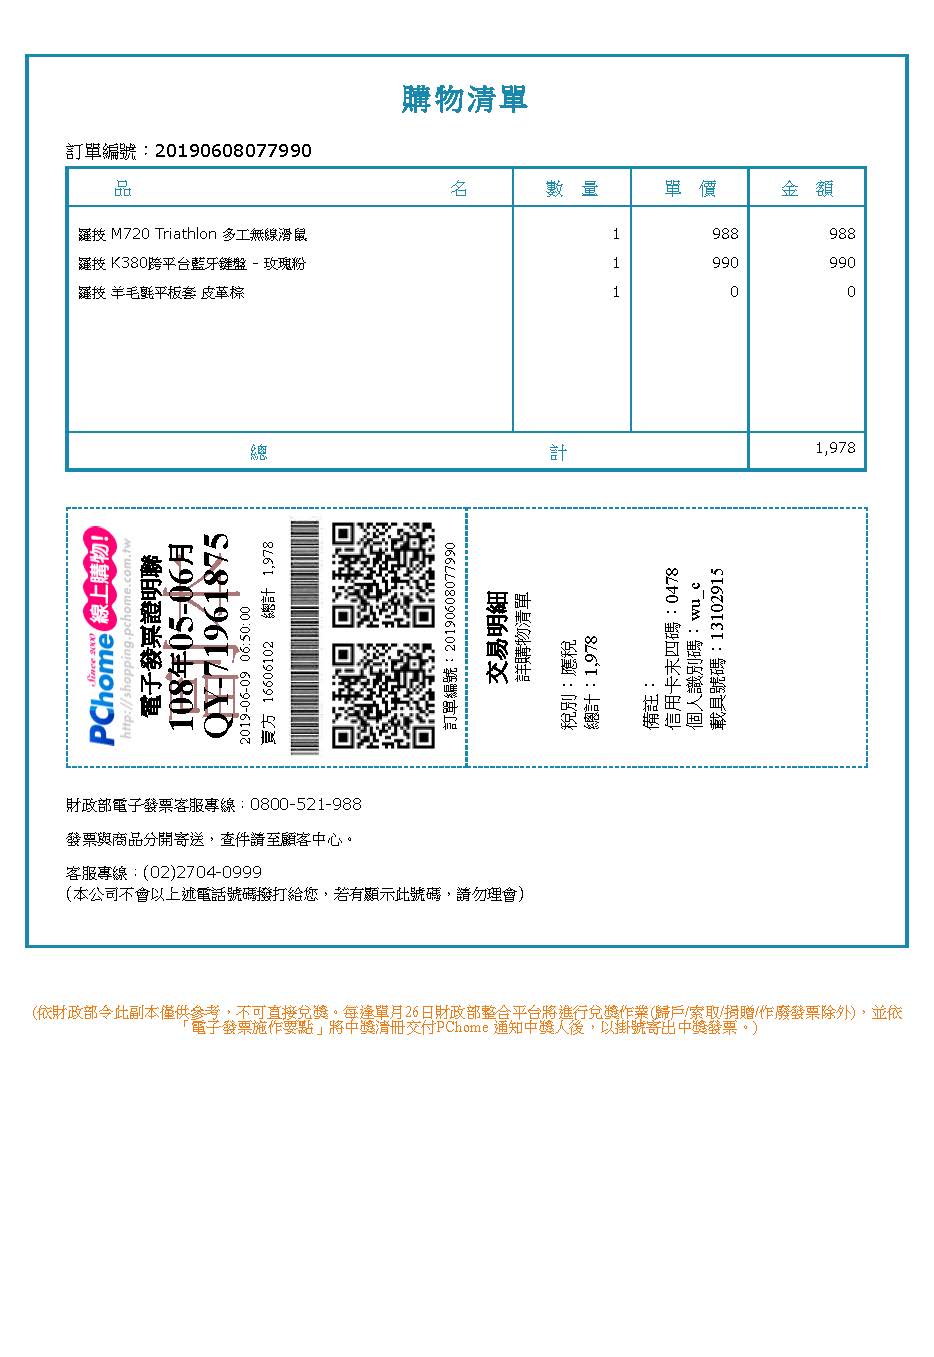 購物清單
訂單編號：20190608077990
品 名 數 量 單 價 金 額
羅技 M720 Triathlon 多工無線滑鼠 1 988 988
羅技 K380跨平台藍牙鍵盤 - 玫瑰粉 1 990 990
羅技 羊毛氈平板套 皮革棕 1 0 0
總 計 1,978
Since 2000
PChome 線上購物!
http://shopping.pchome.com.tw
電子發票證明聯
副本
108年05-06月
QY-71961875
2019-06-09 06:50:00
賣方 16606102 總計 1,978
訂單編號：20190608077990
交易明細
詳購物清單
稅別：應稅
總計：1,978
備註：
信用卡末四碼：0478
個人識別碼：wu_c
載具號碼：13102915
財政部電子發票客服專線：0800-521-988
發票與商品分開寄送，查件請至顧客中心。
客服專線：(02)2704-0999
(本公司不會以上述電話號碼撥打給您，若有顯示此號碼，請勿理會)
(依財政部令此副本僅供參考，不可直接兌獎。每逢單月26日財政部整合平台將進行兌獎作業(歸戶/索取/捐贈/作廢發票除外)，並依
「電子發票施作要點」將中獎清冊交付PChome 通知中獎人後，以掛號寄出中獎發票。)